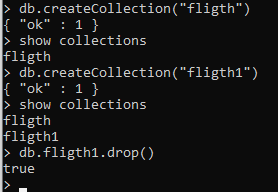 > db.createCollection("fligth")
{ "ok" : 1 }
> show collections
fligth
> db.createCollection("fligth1")
{ "ok" : 1 }
> show collections
fligth
fligth1
> db.fligth1.drop()
true
>